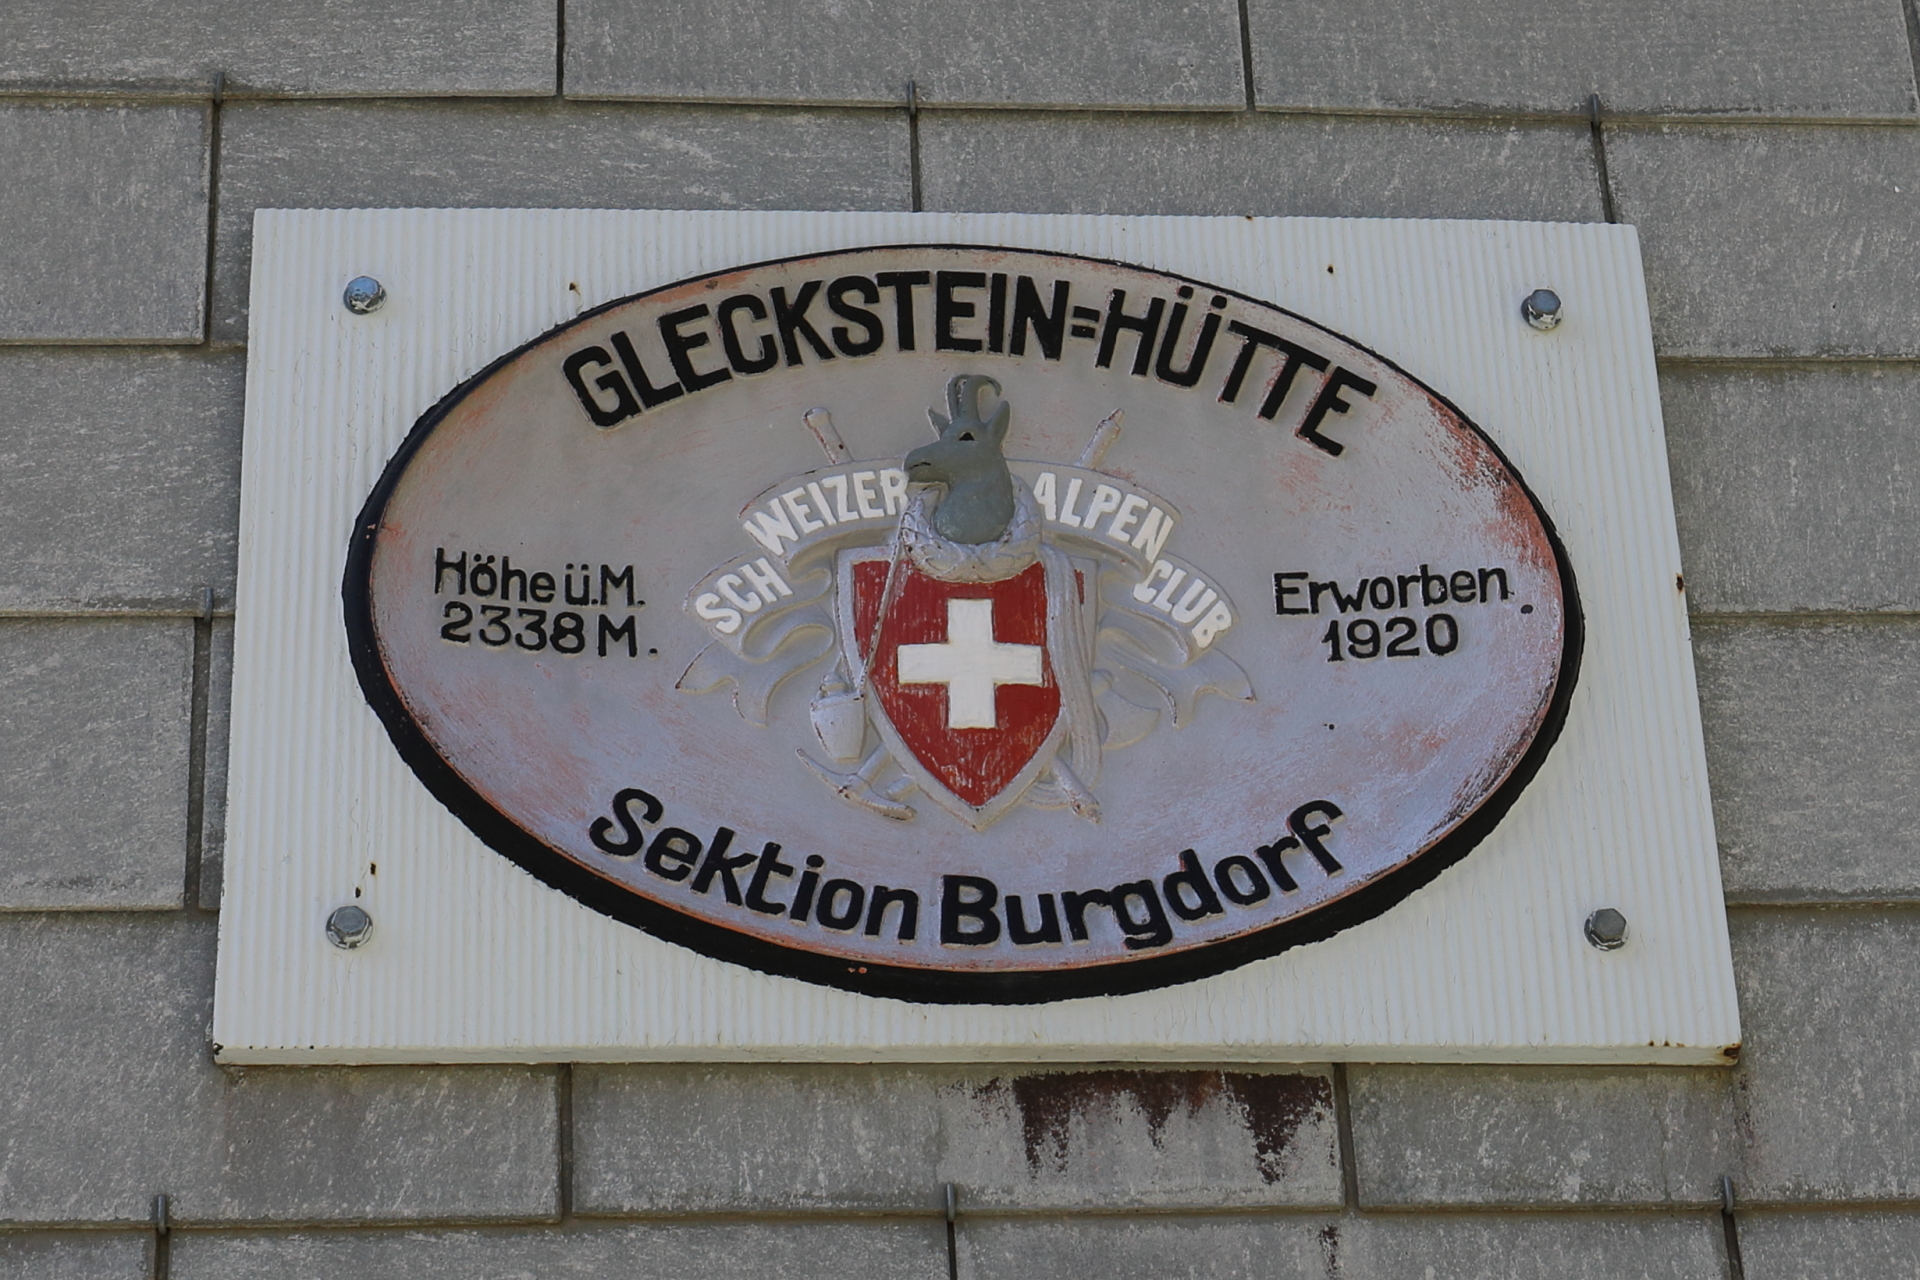 GLECKSTEIN=HÜTTE
SCHWEIZER ALPEN CLUB
Höhe ü.M.
2338 M.
Erworben.
1920
Sektion Burgdorf